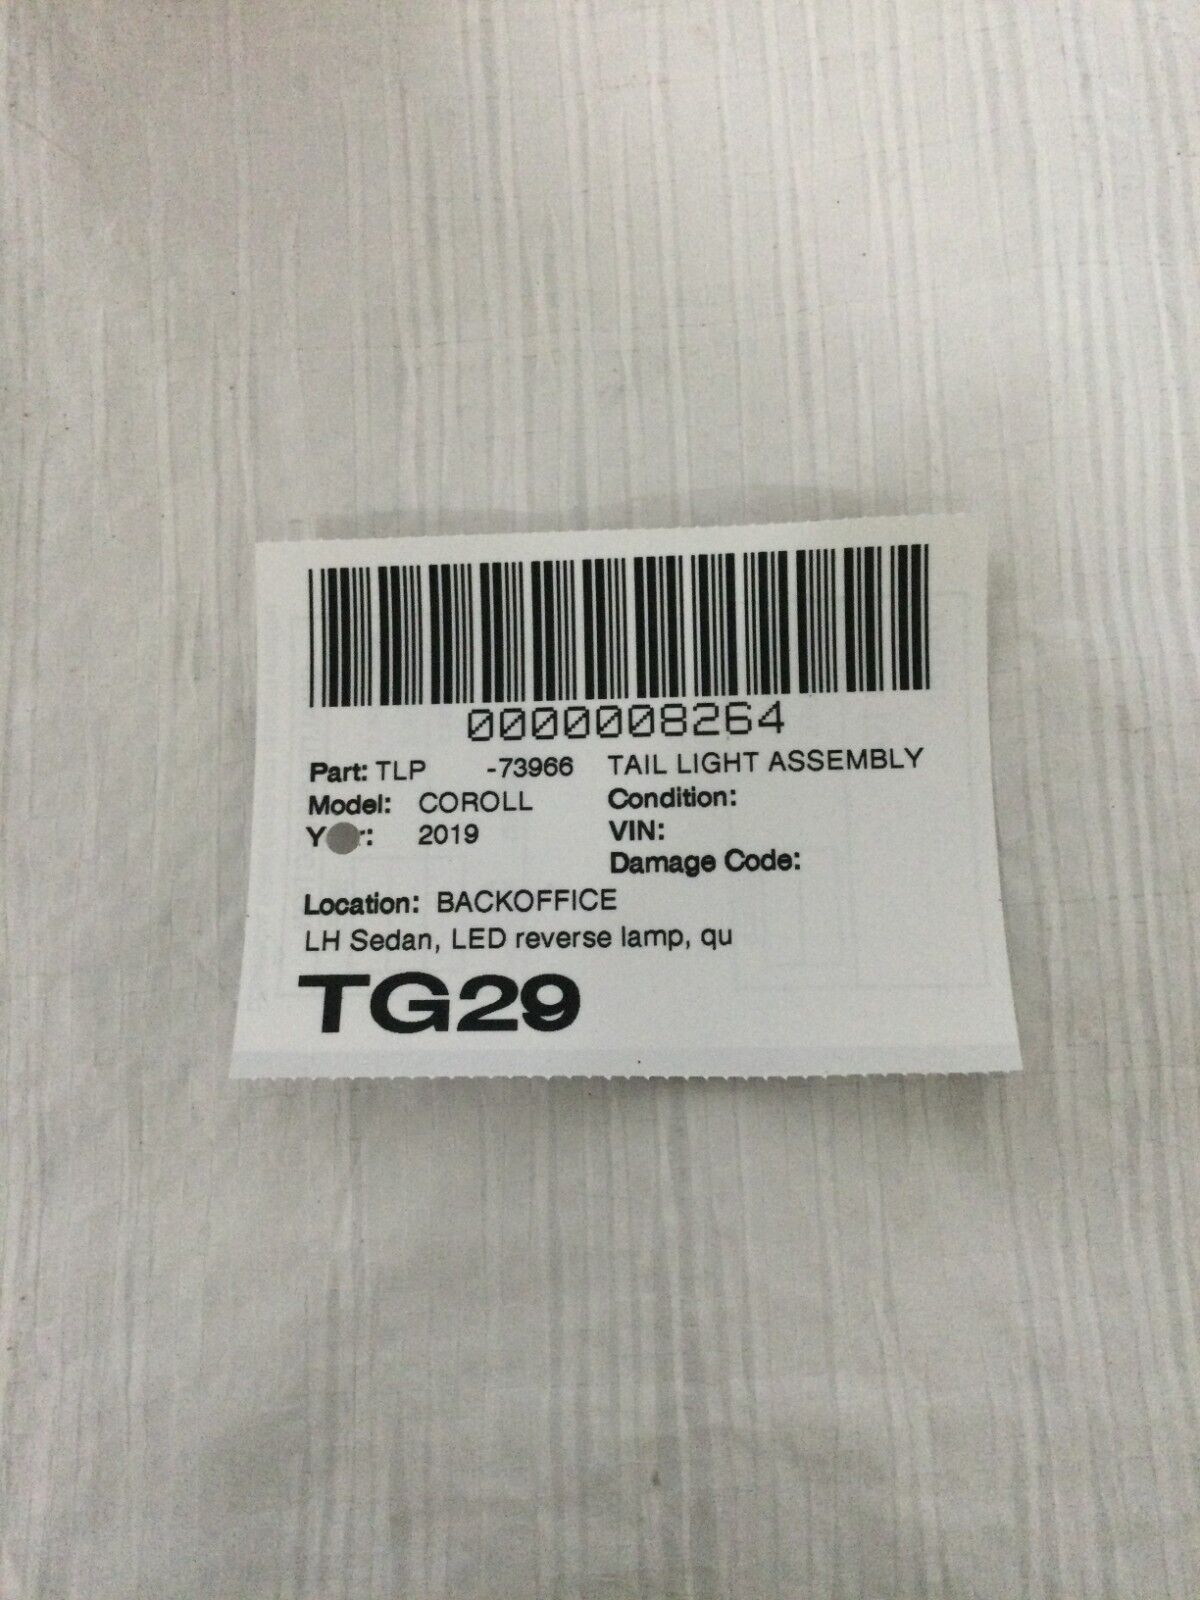 0000008264
Part: TLP -73966 TAIL LIGHT ASSEMBLY
Model: COROLL Condition:
2019 VIN:
Damage Code:
Location: BACKOFFICE
LH Sedan, LED reverse lamp, qu
TG29